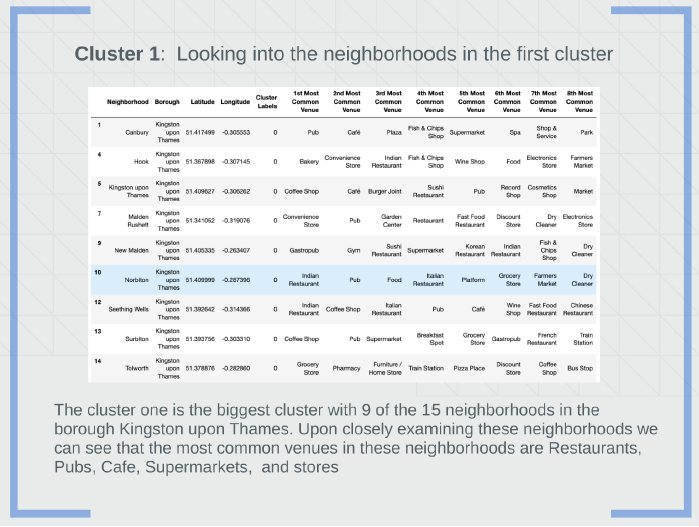 Cluster 1:  Looking into the neighborhoods in the first cluster
Neighborhood Borough Latitude Longitude Cluster Labels 1st Most Common Venue 2nd Most Common Venue 3rd Most Common Venue 4th Most Common Venue 5th Most Common Venue 6th Most Common Venue 7th Most Common Venue 8th Most Common Venue
1 Canbury Kingston upon Thames 51.417499 -0.305553 0 Pub Café Plaza Fish & Chips Shop Supermarket Spa Shop & Service Park
4 Hook Kingston upon Thames 51.367898 -0.307145 0 Bakery Convenience Store Indian Restaurant Fish & Chips Shop Wine Shop Food Electronics Store Farmers Market
5 Kingston upon Thames Kingston upon Thames 51.409627 -0.306262 0 Coffee Shop Café Burger Joint Sushi Restaurant Pub Record Shop Cosmetics Shop Market
7 Malden Rushett Kingston upon Thames 51.341052 -0.319076 0 Convenience Store Pub Garden Center Restaurant Fast Food Restaurant Discount Store Dry Cleaner Electronics Store
9 New Malden Kingston upon Thames 51.405335 -0.263407 0 Gastropub Gym Sushi Restaurant Supermarket Korean Restaurant Indian Restaurant Fish & Chips Shop Dry Cleaner
10 Norbiton Kingston upon Thames 51.409999 -0.287396 0 Indian Restaurant Pub Food Italian Restaurant Platform Grocery Store Farmers Market Dry Cleaner
12 Seething Wells Kingston upon Thames 51.392642 -0.314366 0 Indian Restaurant Coffee Shop Italian Restaurant Pub Café Wine Shop Fast Food Restaurant Chinese Restaurant
13 Surbiton Kingston upon Thames 51.393756 -0.303310 0 Coffee Shop Pub Supermarket Breakfast Spot Grocery Store Gastropub French Restaurant Train Station
14 Tolworth Kingston upon Thames 51.378876 -0.282860 0 Grocery Store Pharmacy Furniture / Home Store Train Station Pizza Place Discount Store Coffee Shop Bus Stop
The cluster one is the biggest cluster with 9 of the 15 neighborhoods in the
borough Kingston upon Thames. Upon closely examining these neighborhoods we
can see that the most common venues in these neighborhoods are Restaurants,
Pubs, Cafe, Supermarkets,  and stores